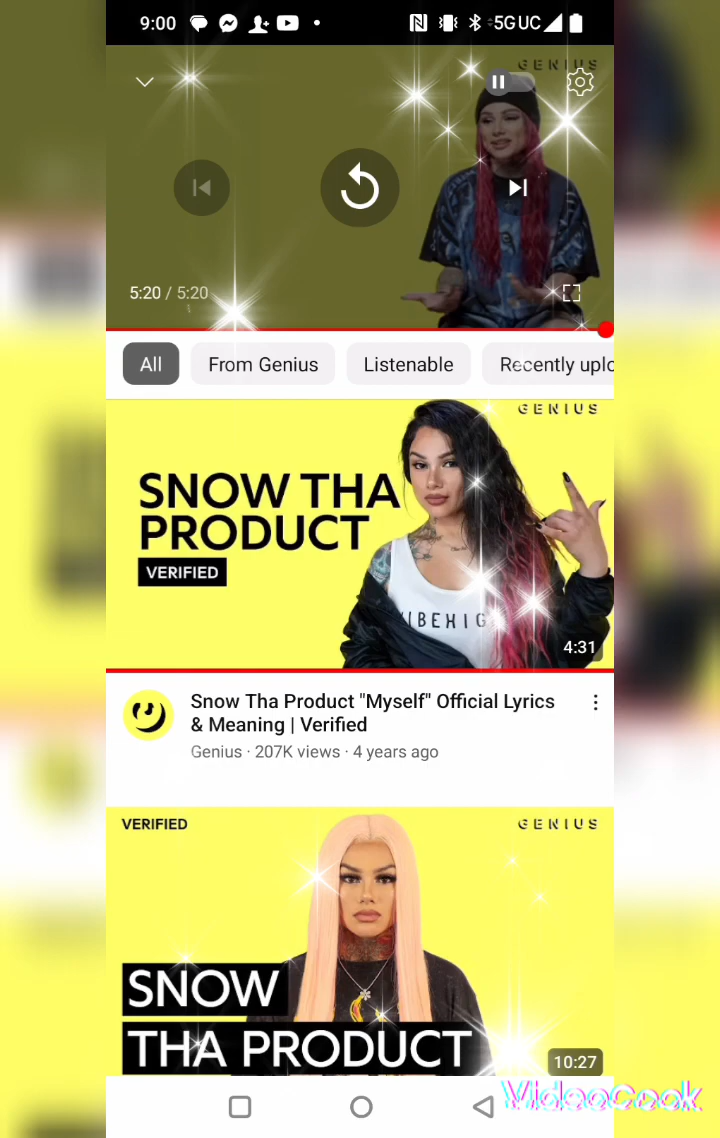 9:00
5G UC
GENIUS
5:20 / 5:20
All
From Genius
Listenable
Recently uplo
GENIUS
SNOW THA
PRODUCT
VERIFIED
VIBEHIG
4:31
Snow Tha Product "Myself" Official Lyrics
& Meaning | Verified
Genius · 207K views · 4 years ago
VERIFIED
GENIUS
SNOW
THA PRODUCT
10:27
VideoCook